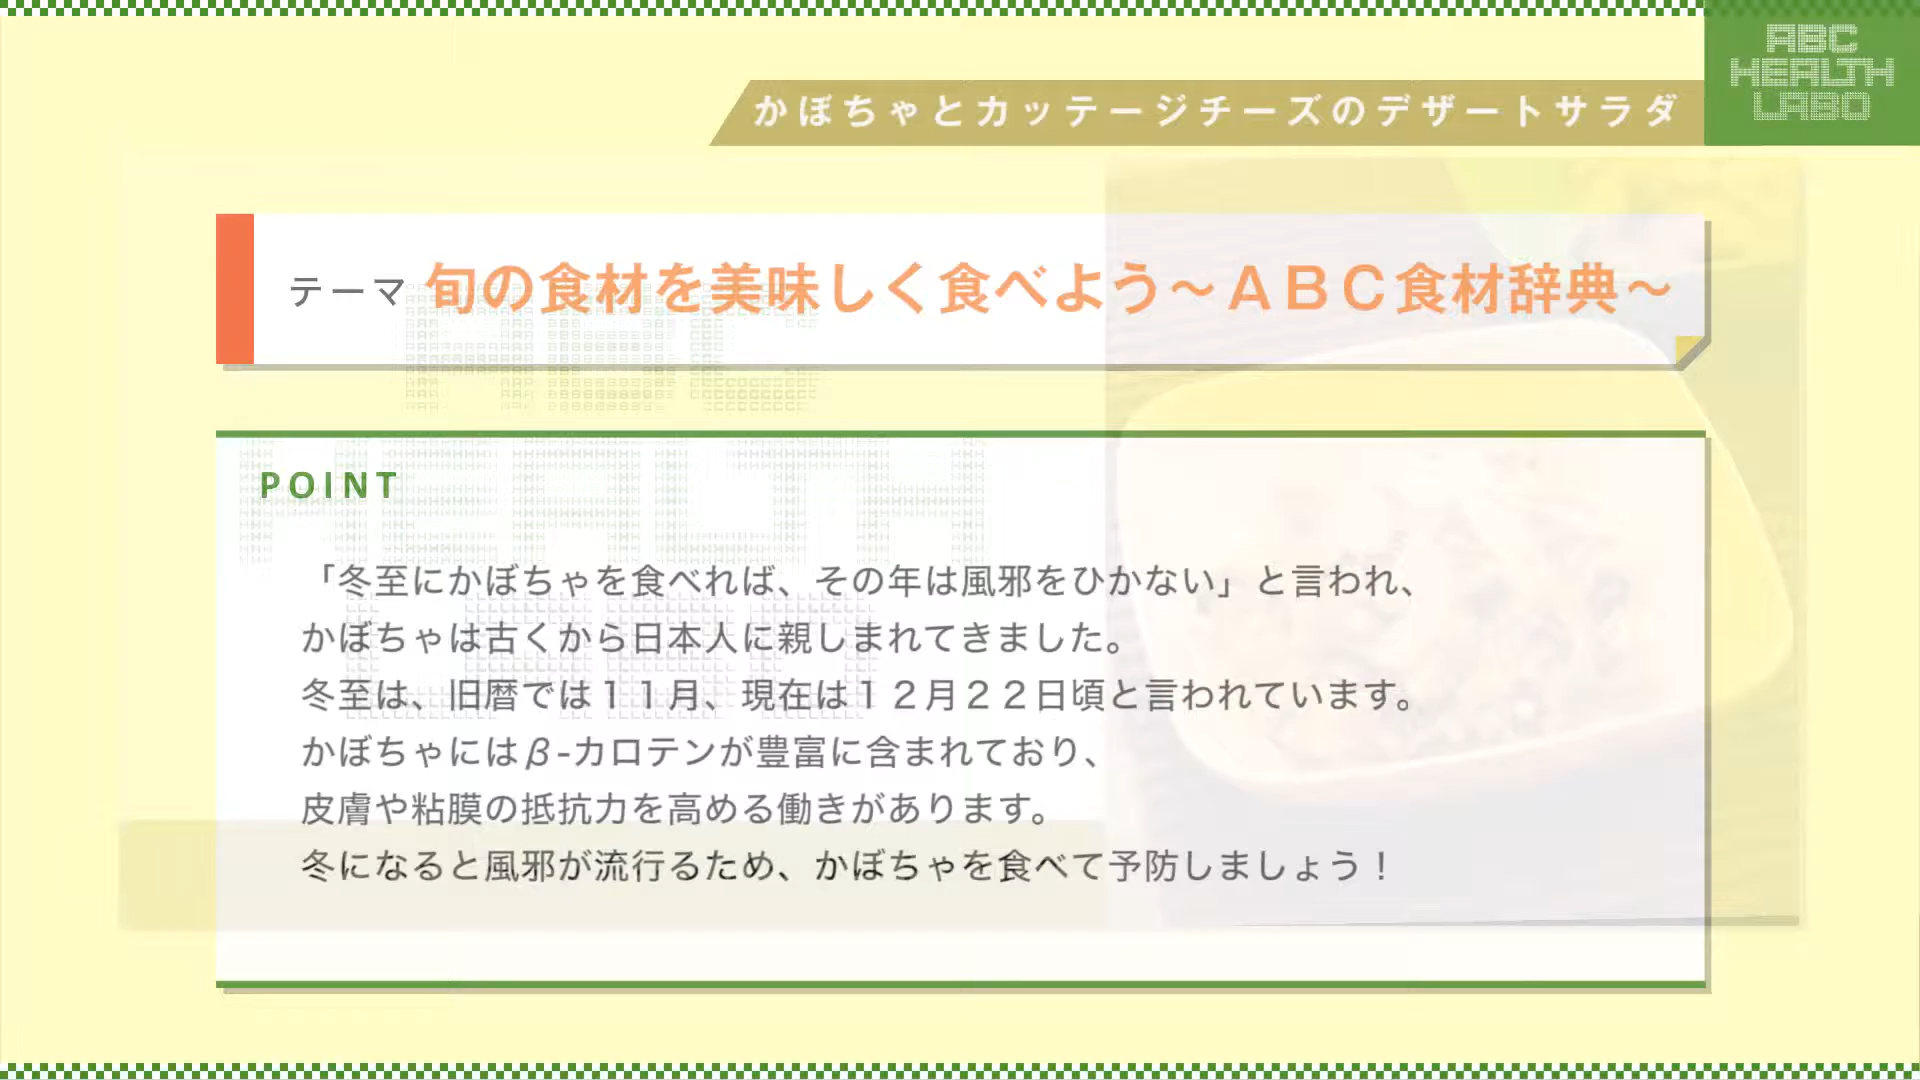 ABC
HEALTH
LABO
かぼちゃとカッテージチーズのデザートサラダ
テーマ 旬の食材を美味しく食べよう～ＡＢＣ食材辞典～
POINT
「冬至にかぼちゃを食べれば、その年は風邪をひかない」と言われ、
かぼちゃは古くから日本人に親しまれてきました。
冬至は、旧暦では１１月、現在は１２月２２日頃と言われています。
かぼちゃにはβ-カロテンが豊富に含まれており、
皮膚や粘膜の抵抗力を高める働きがあります。
冬になると風邪が流行るため、かぼちゃを食べて予防しましょう！